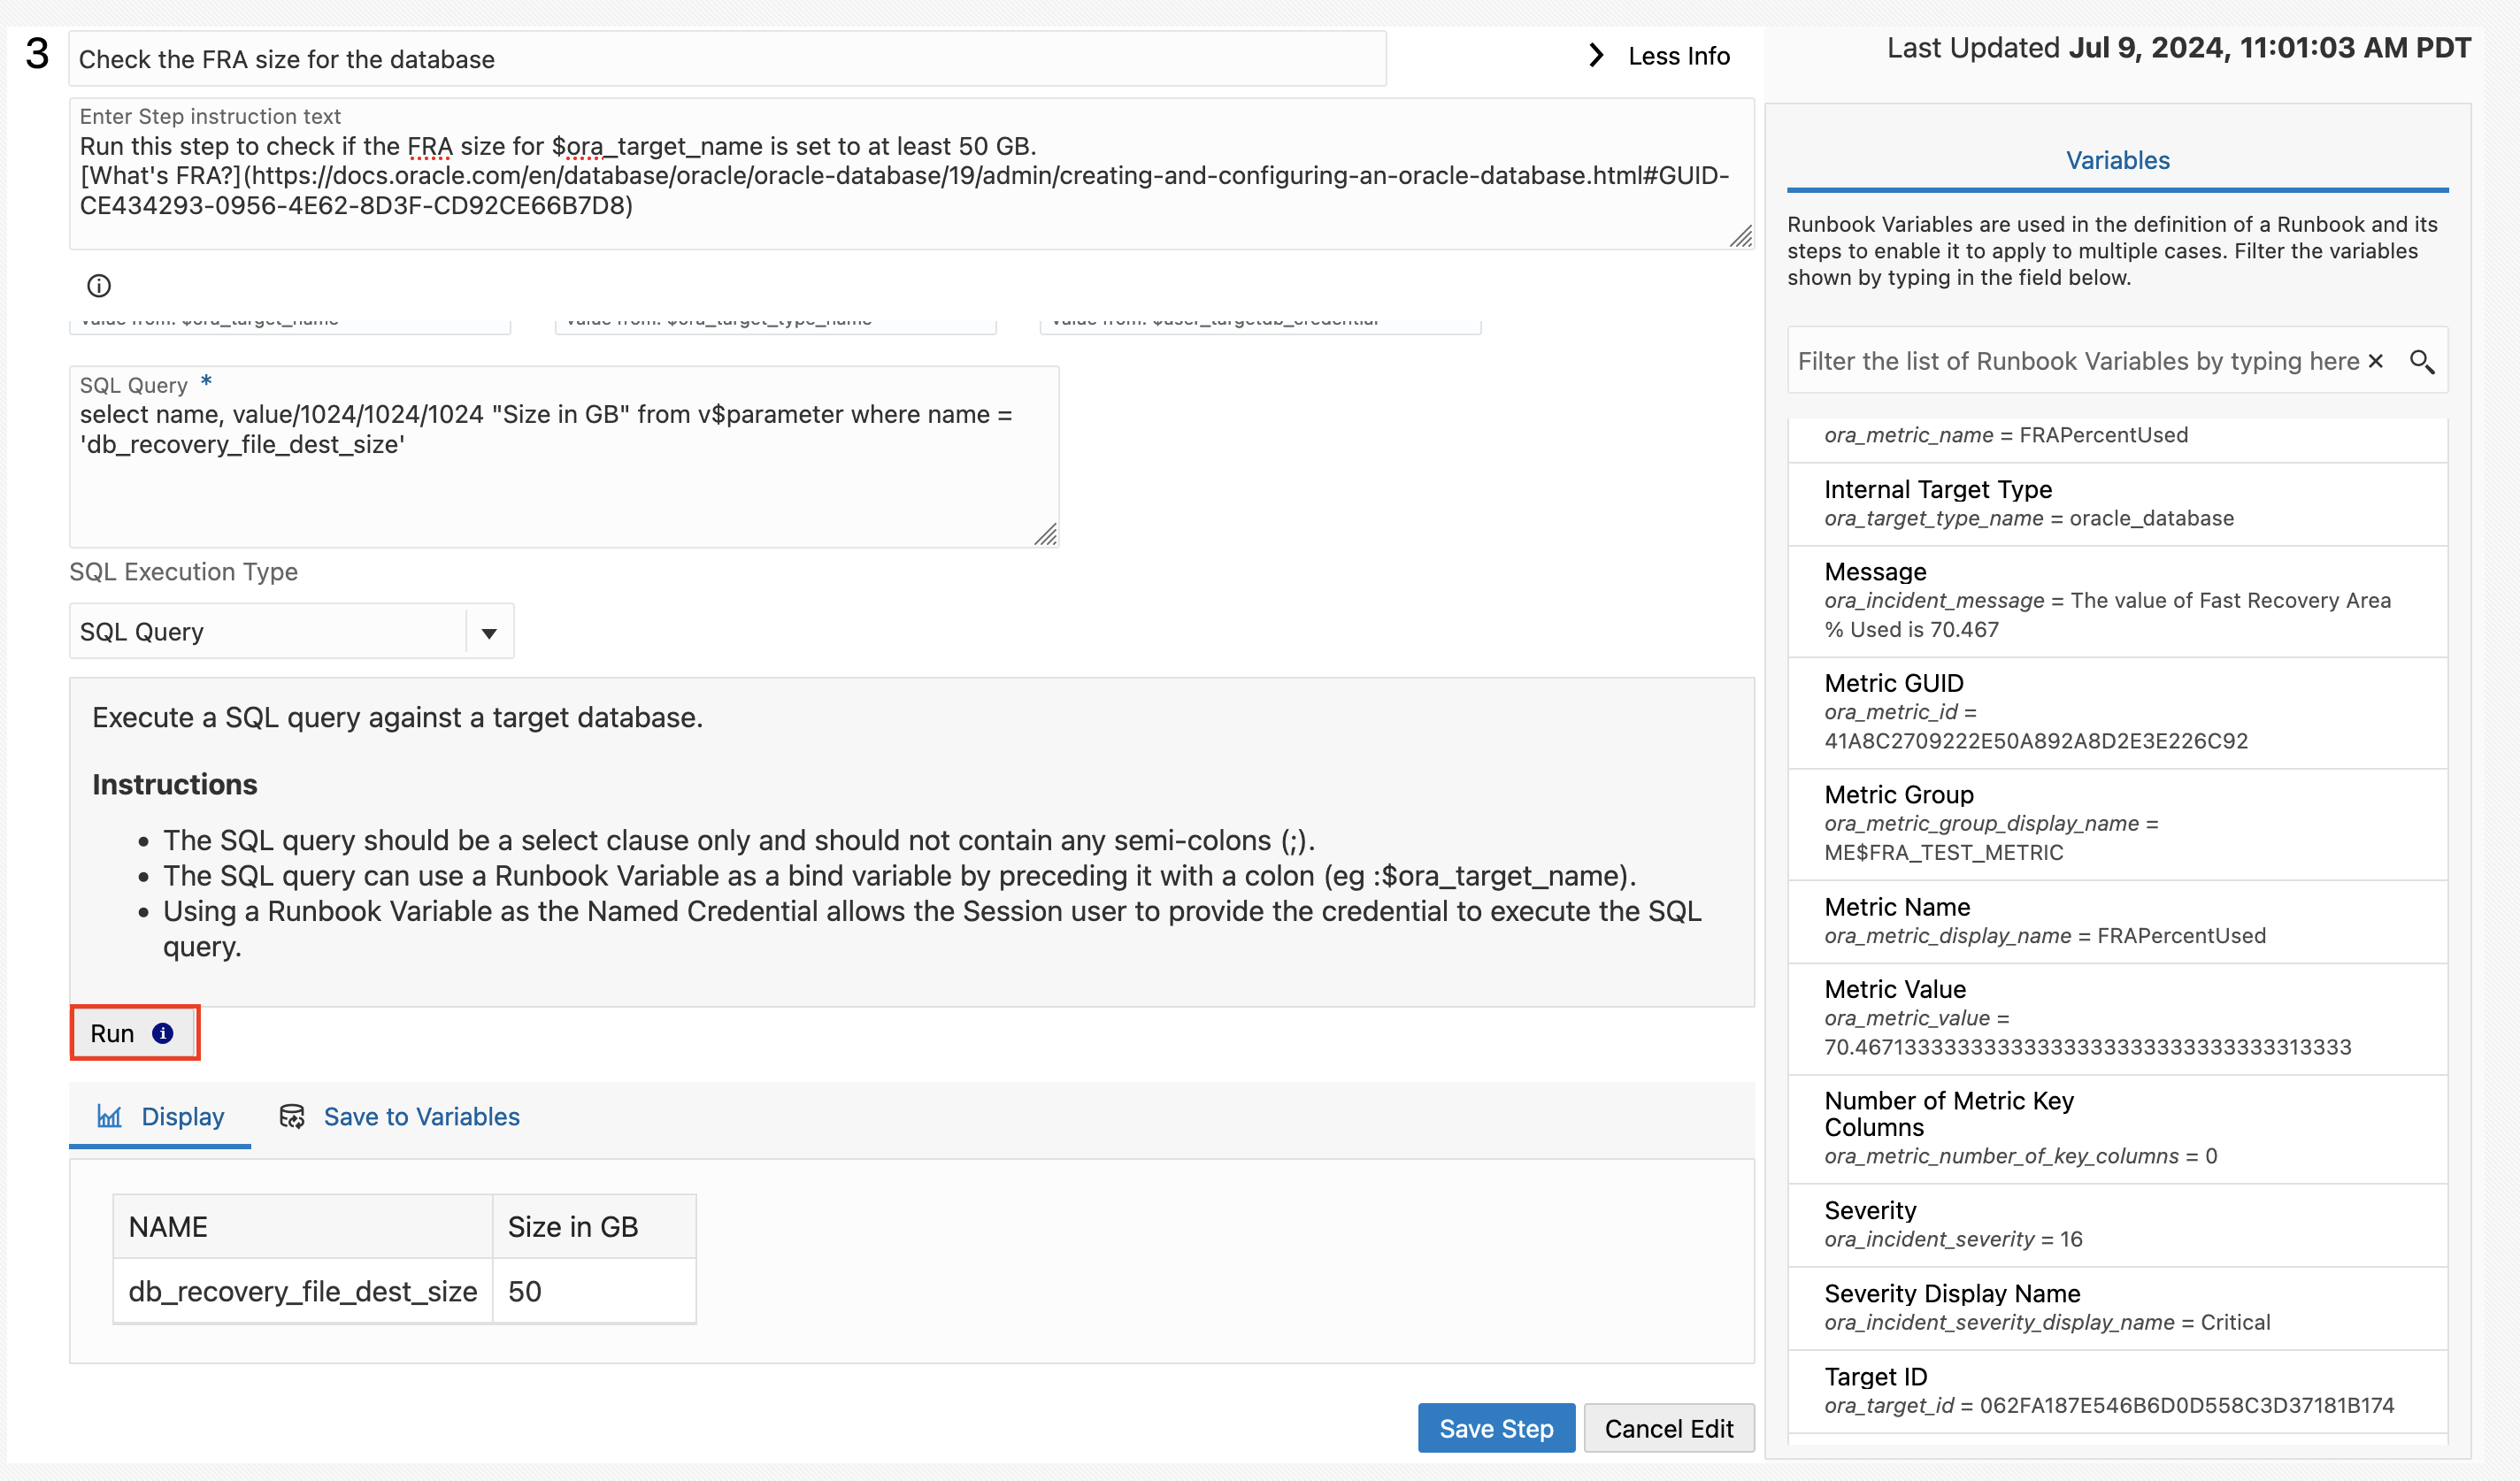 3
Check the FRA size for the database
Less Info
Enter Step instruction text
Run this step to check if the FRA size for $ora_target_name is set to at least 50 GB.
[What's FRA?](https://docs.oracle.com/en/database/oracle/oracle-database/19/admin/creating-and-configuring-an-oracle-database.html#GUID-
CE434293-0956-4E62-8D3F-CD92CE66B7D8)
value from: $ora_target_name
value from: $ora_target_type_name
value from: $user_targetdb_credential
SQL Query *
select name, value/1024/1024/1024 "Size in GB" from v$parameter where name =
'db_recovery_file_dest_size'
SQL Execution Type
SQL Query
Execute a SQL query against a target database.
Instructions
• The SQL query should be a select clause only and should not contain any semi-colons (;).
• The SQL query can use a Runbook Variable as a bind variable by preceding it with a colon (eg :$ora_target_name).
• Using a Runbook Variable as the Named Credential allows the Session user to provide the credential to execute the SQL
query.
Run
Display
Save to Variables
NAME Size in GB
db_recovery_file_dest_size 50
Save Step
Cancel Edit
Last Updated Jul 9, 2024, 11:01:03 AM PDT
Variables
Runbook Variables are used in the definition of a Runbook and its
steps to enable it to apply to multiple cases. Filter the variables
shown by typing in the field below.
Filter the list of Runbook Variables by typing here
ora_metric_name = FRAPercentUsed
Internal Target Type
ora_target_type_name = oracle_database
Message
ora_incident_message = The value of Fast Recovery Area
% Used is 70.467
Metric GUID
ora_metric_id =
41A8C2709222E50A892A8D2E3E226C92
Metric Group
ora_metric_group_display_name =
ME$FRA_TEST_METRIC
Metric Name
ora_metric_display_name = FRAPercentUsed
Metric Value
ora_metric_value =
Number of Metric Key
Columns
ora_metric_number_of_key_columns = 0
Severity
ora_incident_severity = 16
Severity Display Name
ora_incident_severity_display_name = Critical
Target ID
ora_target_id = 062FA187E546B6D0D558C3D37181B174